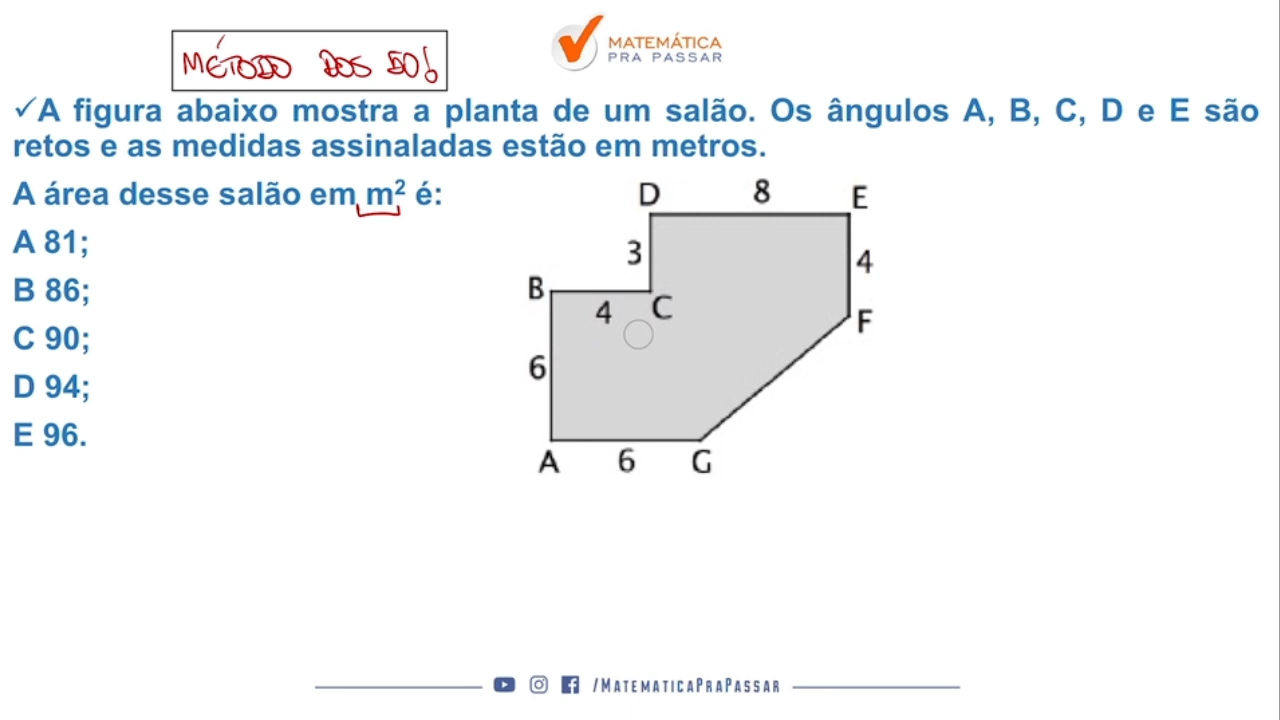 MÉTODO DOS 50!
MATEMÁTICA
PRA PASSAR
✓A figura abaixo mostra a planta de um salão. Os ângulos A, B, C, D e E são
retos e as medidas assinaladas estão em metros.
A área desse salão em m² é:
A 81;
B 86;
C 90;
D 94;
E 96.
D 8 E
3
4
B
4 C
F
6
A 6 G
/MATEMATICAPRAPASSAR